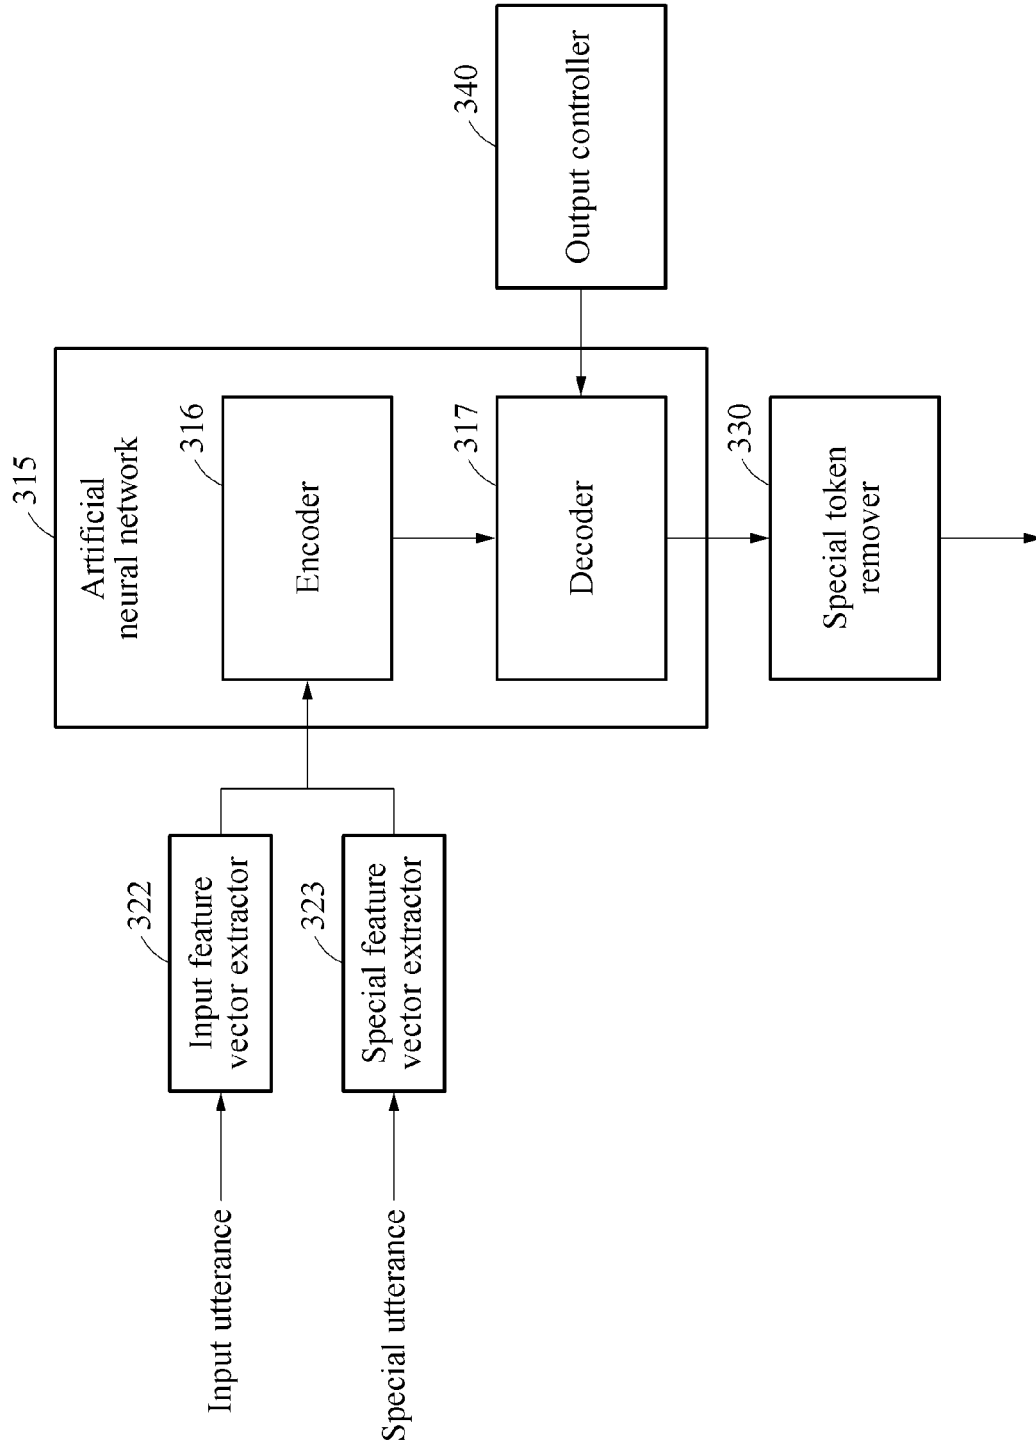 315
Artificial
neural network
316
Encoder
317
Decoder
340
Output controller
330
Special token
remover
322
Input feature
vector extractor
323
Special feature
vector extractor
Input utterance
Special utterance